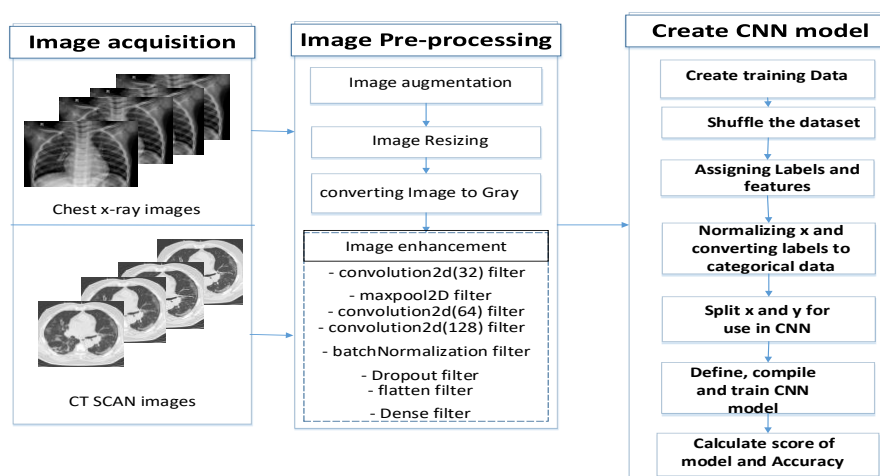 Image acquisition
Chest x-ray images
CT SCAN images
Image Pre-processing
Image augmentation
Image Resizing
converting Image to Gray
Image enhancement
- convolution2d(32) filter
- maxpool2D filter
- convolution2d(64) filter
- convolution2d(128) filter
- batchNormalization filter
- Dropout filter
- flatten filter
- Dense filter
Create CNN model
Create training Data
Shuffle the dataset
Assigning Labels and
features
Normalizing x and
converting labels to
categorical data
Split x and y for
use in CNN
Define, compile
and train CNN
model
Calculate score of
model and Accuracy